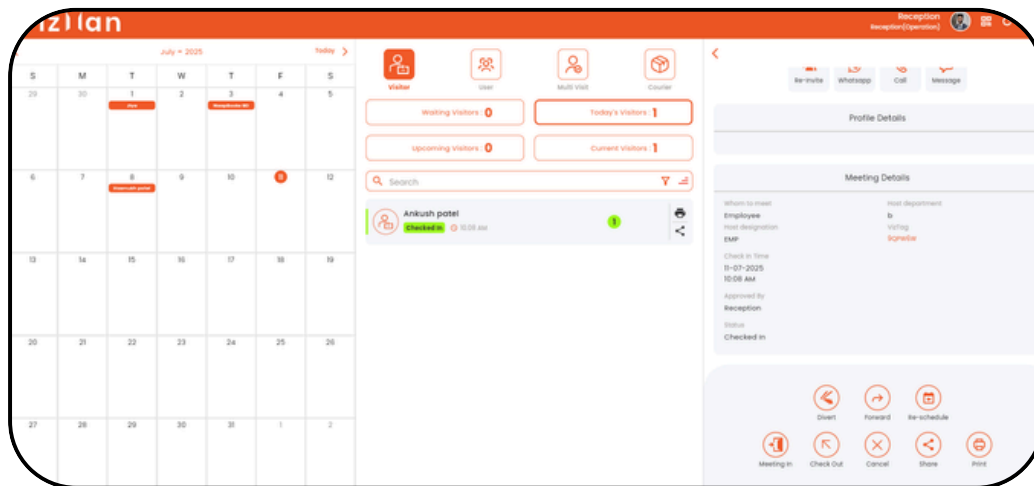 Reception
Reception(Operation)
July 2025
Today
S M T W T F S
29 30 1 2 3 4 5
6 7 8 9 10 11 12
13 14 15 16 17 18 19
20 21 22 23 24 25 26
27 28 29 30 31 1 2
Visitor User Multi Visit Courier
Waiting Visitors : 0
Today's Visitors : 1
Upcoming Visitors : 0
Current Visitors : 1
Search
Ankush patel
Checked In 10:08 AM
1
Re-Invite Whatsapp Call Message
Profile Details
Meeting Details
Whom to meet Host department
Employee b
Host designation VizTag
EMP
Check In Time
11-07-2025
10:08 AM
Approved By
Reception
Status
Checked In
Divert Forward Re-schedule
Meeting In Check Out Cancel Share Print